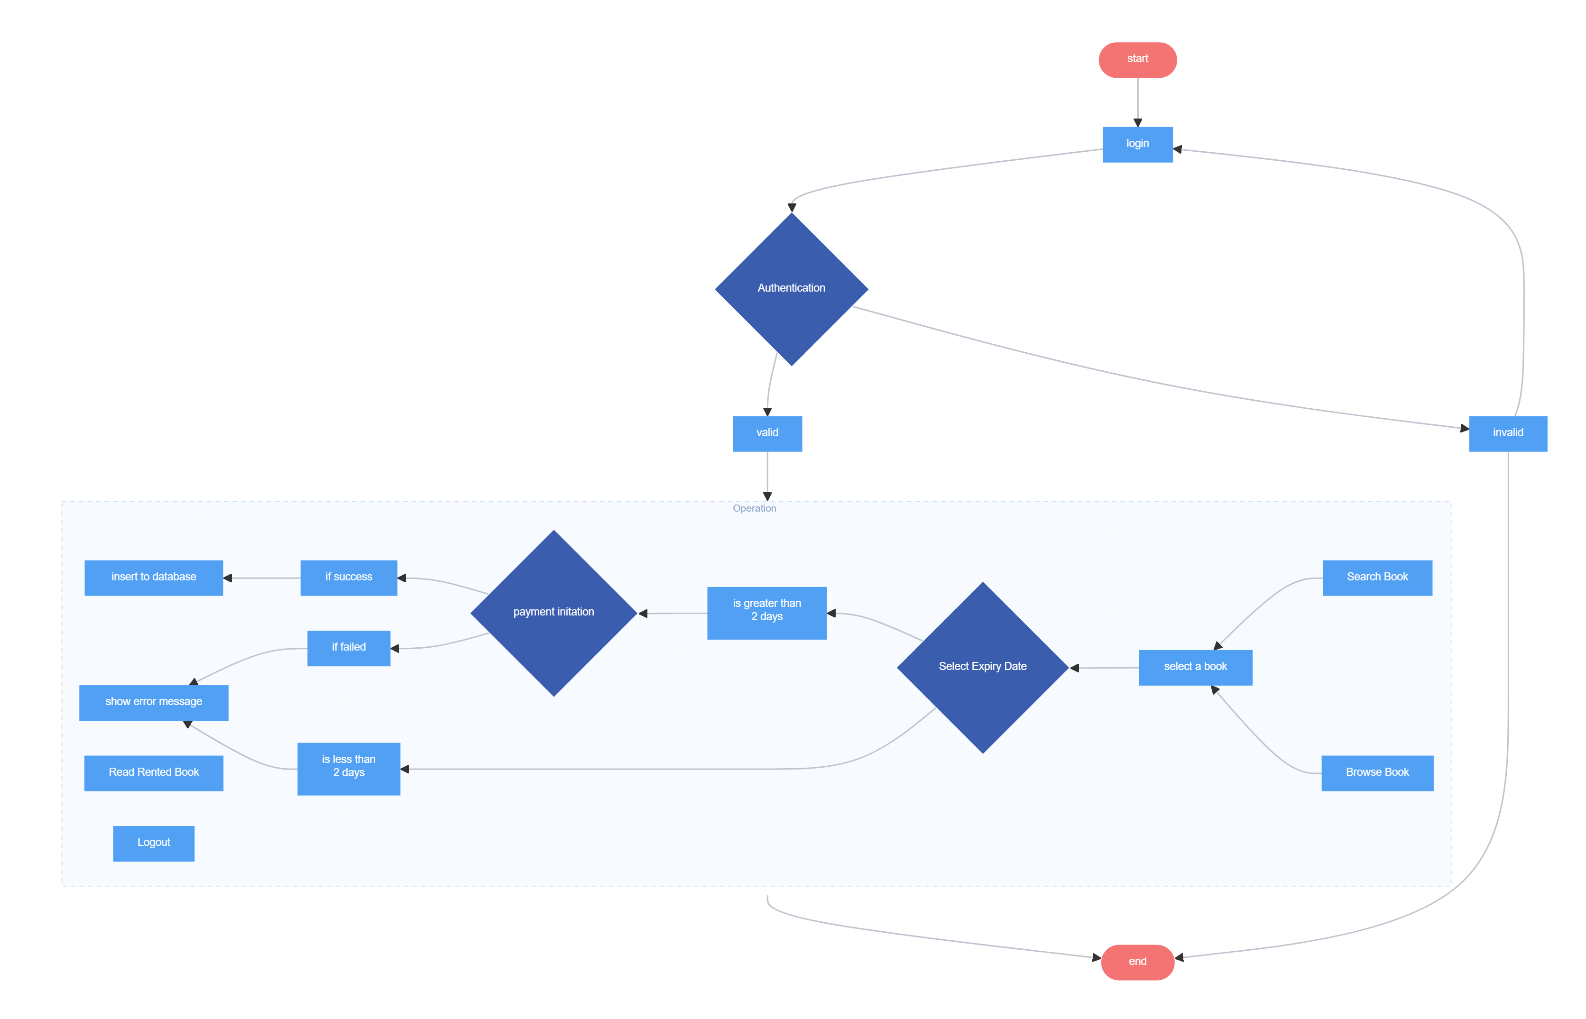 start
login
Authentication
valid
invalid
Operation
insert to database
if success
payment initation
is greater than
2 days
Search Book
if failed
Select Expiry Date
select a book
show error message
is less than
2 days
Read Rented Book
Browse Book
Logout
end